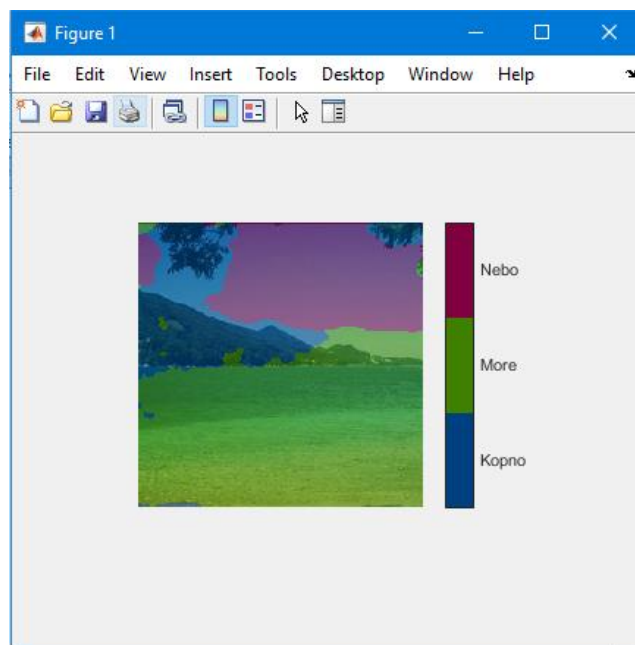 Figure 1
File Edit View Insert Tools Desktop Window Help
Nebo
More
Kopno